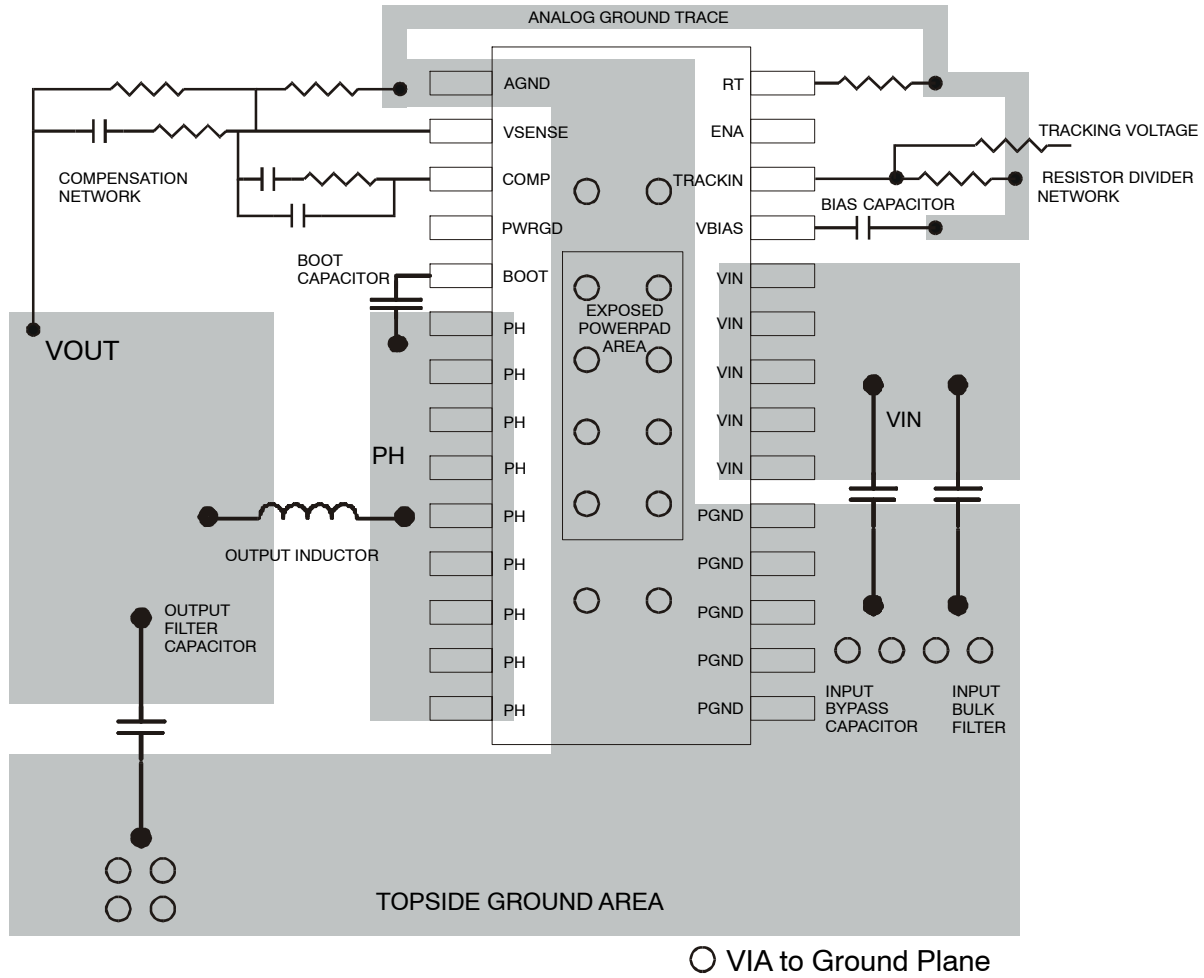 ANALOG GROUND TRACE
AGND
RT
VSENSE
ENA
TRACKING VOLTAGE
COMPENSATION
NETWORK
COMP
TRACKIN
RESISTOR DIVIDER
NETWORK
BIAS CAPACITOR
PWRGD
VBIAS
BOOT
CAPACITOR
BOOT
VIN
EXPOSED
POWERPAD
AREA
PH
VIN
VOUT
PH
VIN
PH
VIN
VIN
PH
PH
VIN
PH
PGND
OUTPUT INDUCTOR
PH
PGND
OUTPUT
FILTER
CAPACITOR
PH
PGND
PH
PGND
PH
PGND
INPUT
BYPASS
CAPACITOR
INPUT
BULK
FILTER
TOPSIDE GROUND AREA
VIA to Ground Plane